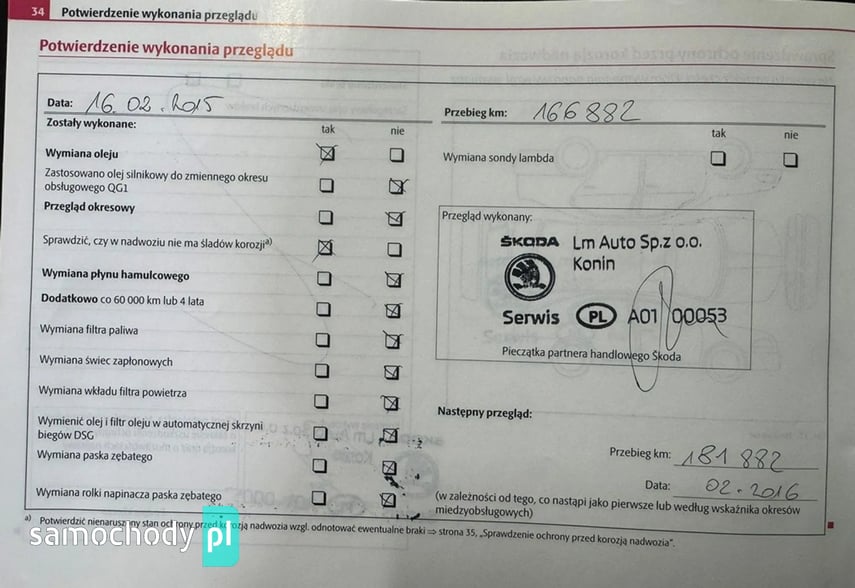 34 Potwierdzenie wykonania przeglądu
Potwierdzenie wykonania przeglądu
Data: 16.02.2015
Przebieg km: 166 882
Zostały wykonane:
tak nie
tak nie
Wymiana oleju
Wymiana sondy lambda
Zastosowano olej silnikowy do zmiennego okresu
obsługowego QG1
Przegląd okresowy
Sprawdzić, czy w nadwoziu nie ma śladów korozji a)
Wymiana płynu hamulcowego
Dodatkowo co 60 000 km lub 4 lata
Wymiana filtra paliwa
Wymiana świec zapłonowych
Wymiana wkładu filtra powietrza
Wymienić olej i filtr oleju w automatycznej skrzyni
biegów DSG
Wymiana paska zębatego
Wymiana rolki napinacza paska zębatego
Przegląd wykonany:
ŠKODA Lm Auto Sp.z o.o.
Konin
Serwis PL A01 00053
Pieczątka partnera handlowego Škoda
Następny przegląd:
Przebieg km: 181 882
Data: 02.2016
(w zależności od tego, co nastąpi jako pierwsze lub według wskaźnika okresów
międzyobsługowych)
a) Potwierdzić nienaruszony stan ochrony przed korozją nadwozia wzgl. odnotować ewentualne braki ⇒ strona 35, „Sprawdzenie ochrony przed korozją nadwozia”.
samochody pl